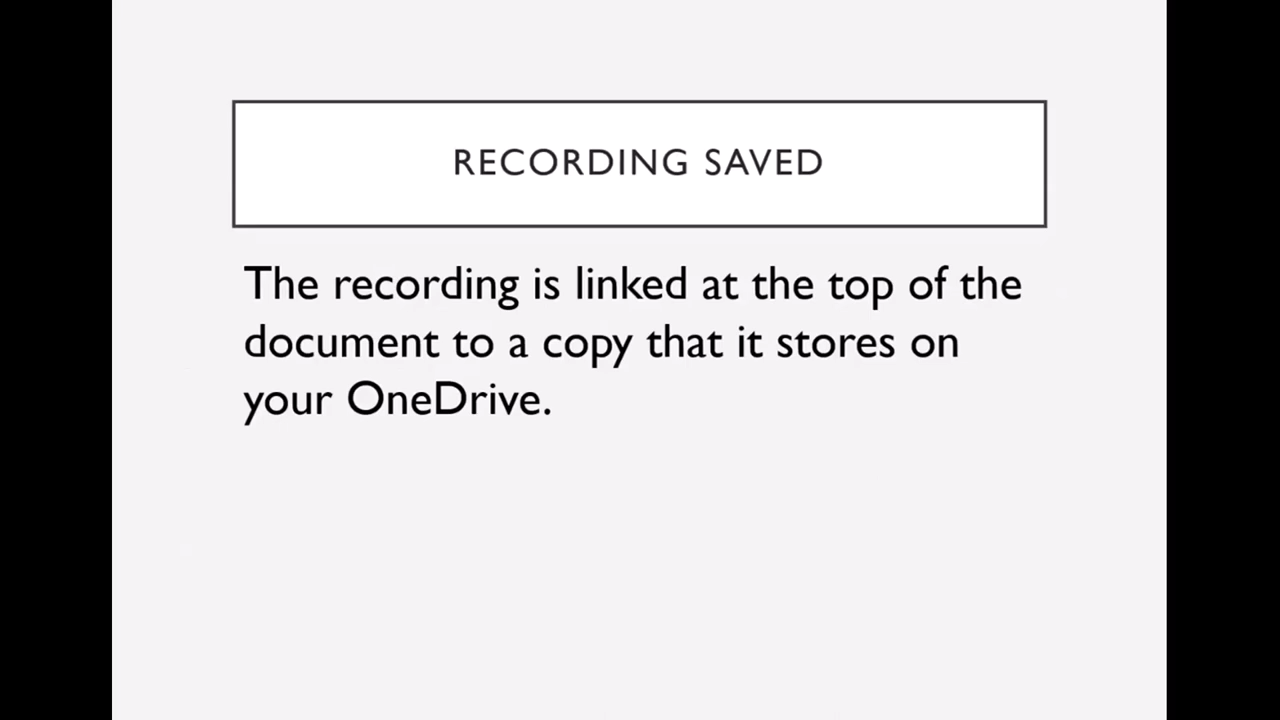 RECORDING SAVED
The recording is linked at the top of the
document to a copy that it stores on
your OneDrive.